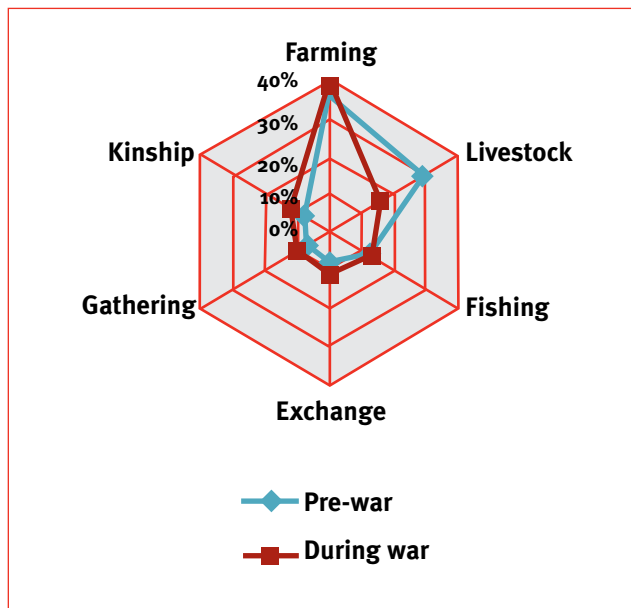 Farming
40%
30%
20%
10%
0%
Kinship
Livestock
Gathering
Fishing
Exchange
Pre-war
During war